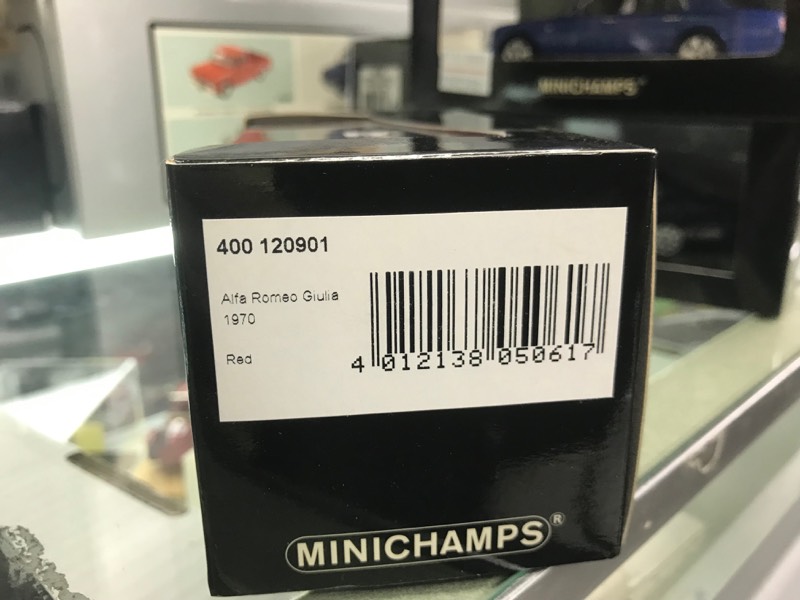 MINICHAMPS
400 120901
Alfa Romeo Giulia
1970
Red
4 012138 050617
MINICHAMPS®